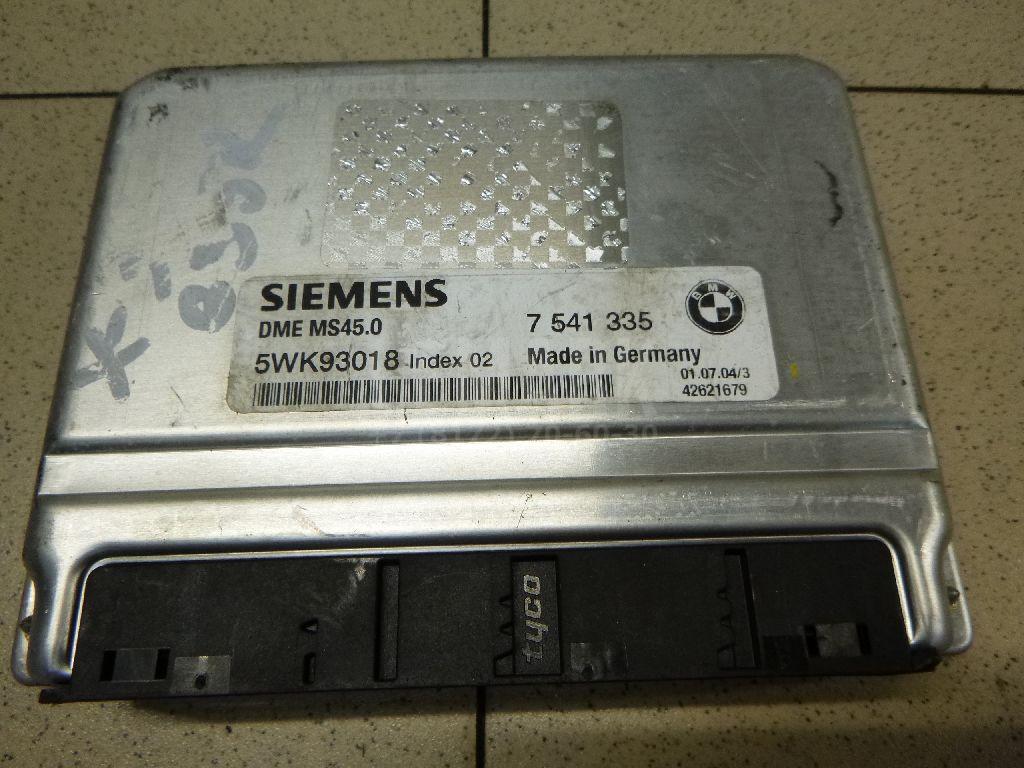 SIEMENS
DME MS45.0
7 541 335
BMW
5WK93018 Index 02
Made in Germany
01.07.04/3
42621679
tyco